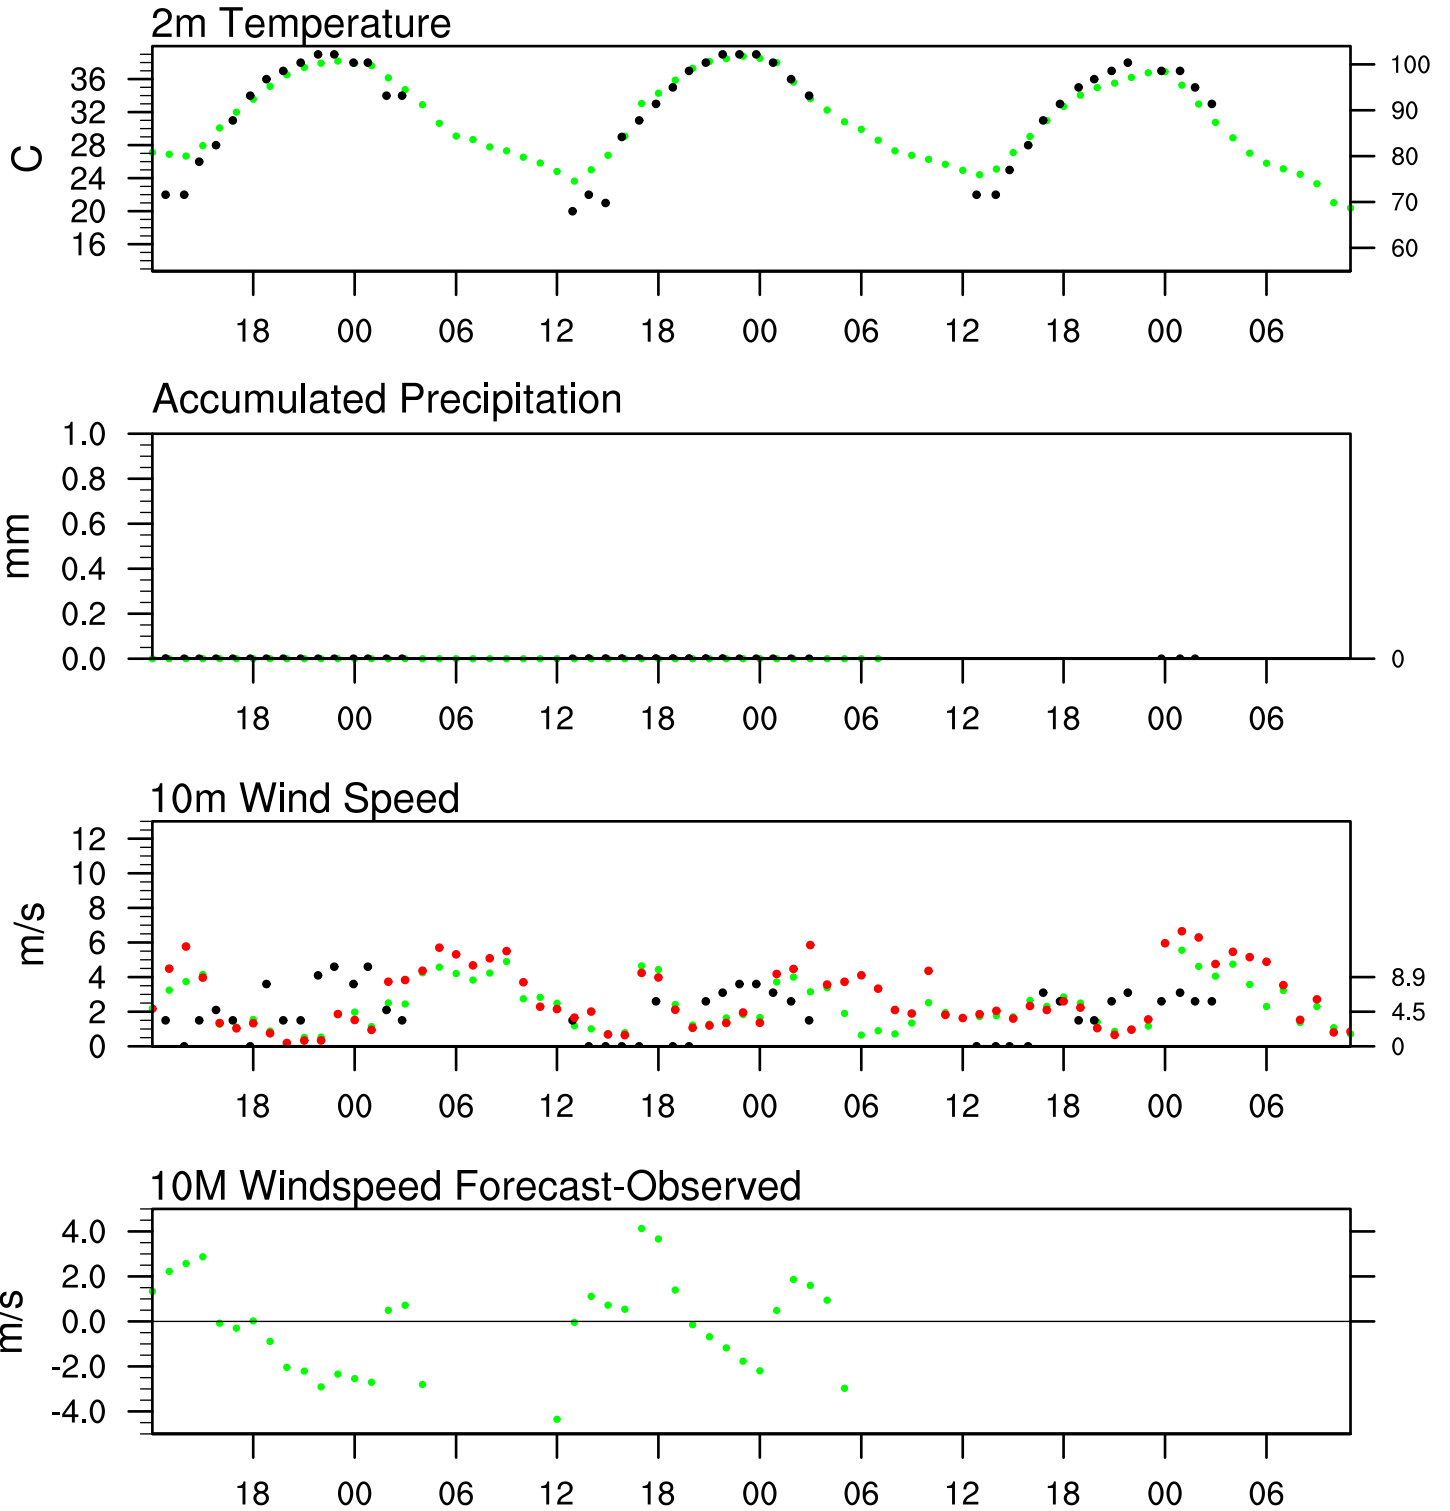 2m Temperature
36
32
28
24
20
16
C
100
90
80
70
60
18 00 06 12 18 00 06 12 18 00 06
Accumulated Precipitation
1.0
0.8
0.6
0.4
0.2
0.0
mm
0
18 00 06 12 18 00 06 12 18 00 06
10m Wind Speed
12
10
8
6
4
2
0
m/s
8.9
4.5
0
18 00 06 12 18 00 06 12 18 00 06
10M Windspeed Forecast-Observed
4.0
2.0
0.0
-2.0
-4.0
m/s
18 00 06 12 18 00 06 12 18 00 06